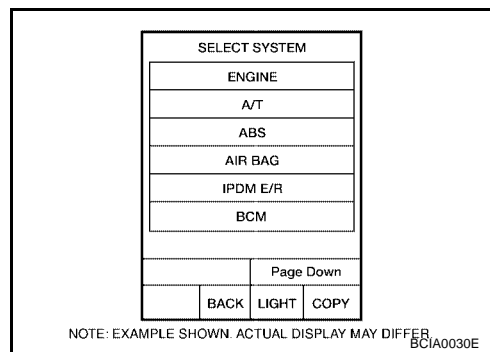 SELECT SYSTEM
ENGINE
A/T
ABS
AIR BAG
IPDM E/R
BCM
Page Down
BACK LIGHT COPY
NOTE: EXAMPLE SHOWN. ACTUAL DISPLAY MAY DIFFER.
BCIA0030E